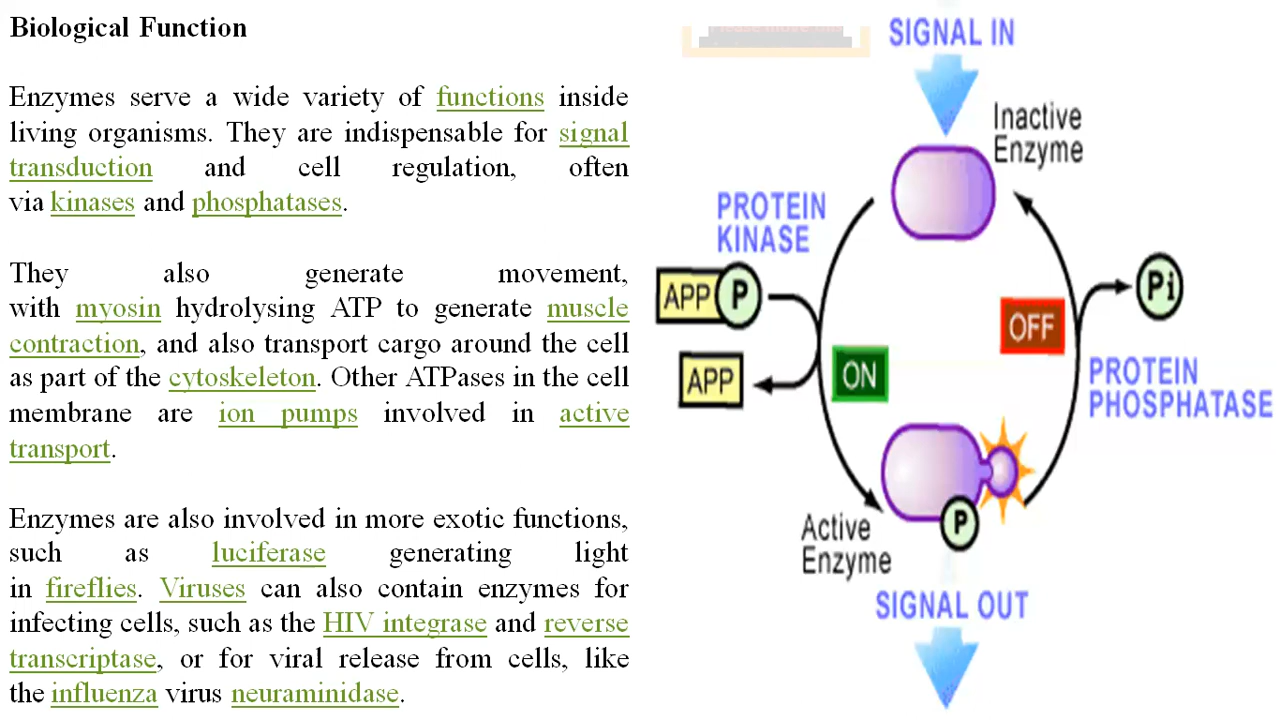 Biological Function
Enzymes serve a wide variety of functions inside
living organisms. They are indispensable for signal
transduction and cell regulation, often
via kinases and phosphatases.
They also generate movement,
with myosin hydrolysing ATP to generate muscle
contraction, and also transport cargo around the cell
as part of the cytoskeleton. Other ATPases in the cell
membrane are ion pumps involved in active
transport.
Enzymes are also involved in more exotic functions,
such as luciferase generating light
in fireflies. Viruses can also contain enzymes for
infecting cells, such as the HIV integrase and reverse
transcriptase, or for viral release from cells, like
the influenza virus neuraminidase.
SIGNAL IN
Inactive
Enzyme
PROTEIN
KINASE
APP P
APP
ON
OFF
Pi
PROTEIN
PHOSPHATASE
P
Active
Enzyme
SIGNAL OUT